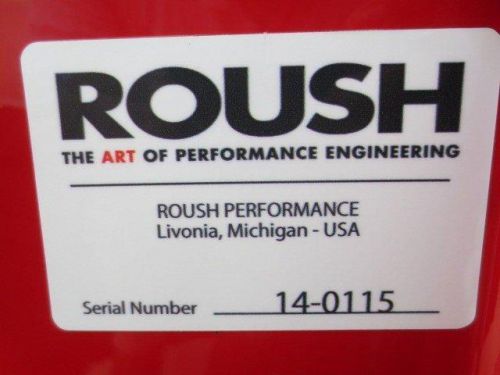 ROUSH
THE ART OF PERFORMANCE ENGINEERING
ROUSH PERFORMANCE
Livonia, Michigan - USA
Serial Number 14-0115